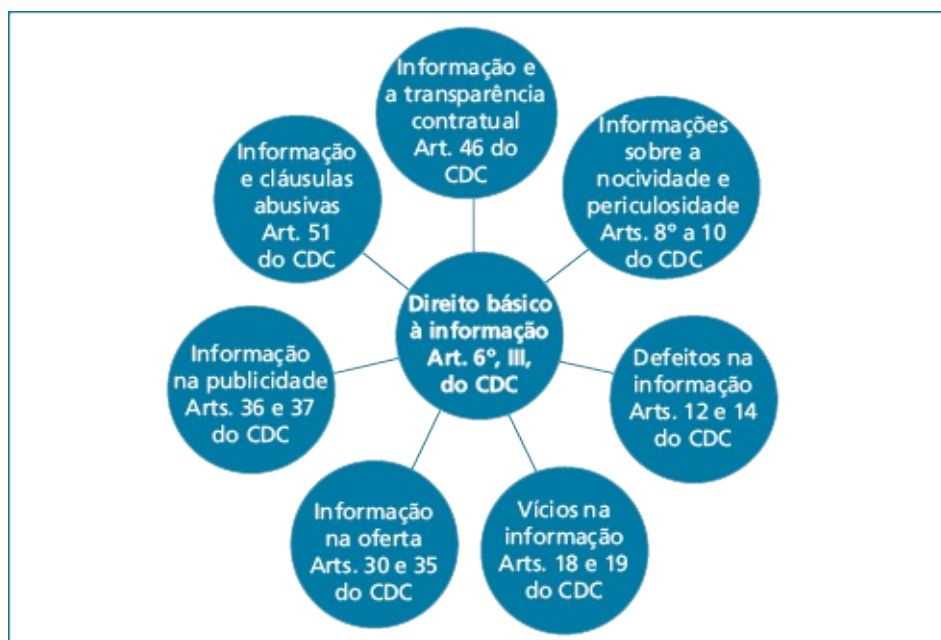 Informação e
a transparência
contratual
Art. 46 do
CDC
Informações
sobre a
nocividade e
periculosidade
Arts. 8º a 10
do CDC
Informação
e cláusulas
abusivas
Art. 51
do CDC
Direito básico
à informação
Art. 6º, III,
do CDC
Defeitos na
informação
Arts. 12 e 14
do CDC
Informação
na publicidade
Arts. 36 e 37
do CDC
Informação
na oferta
Arts. 30 e 35
do CDC
Vícios na
informação
Arts. 18 e 19
do CDC